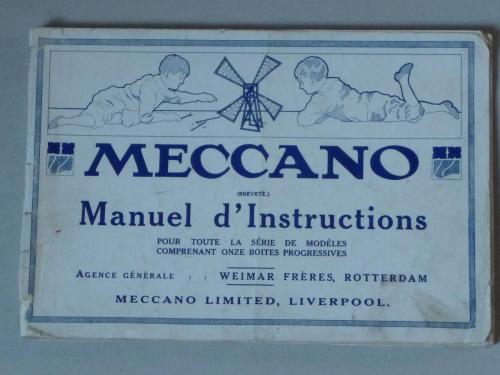 MECCANO
(BREVETÉ.)
Manuel d'Instructions
POUR TOUTE LA SÉRIE DE MODÈLES
COMPRENANT ONZE BOITES PROGRESSIVES
AGENCE GÉNÉRALE : : WEIMAR FRÈRES, ROTTERDAM
MECCANO LIMITED, LIVERPOOL.